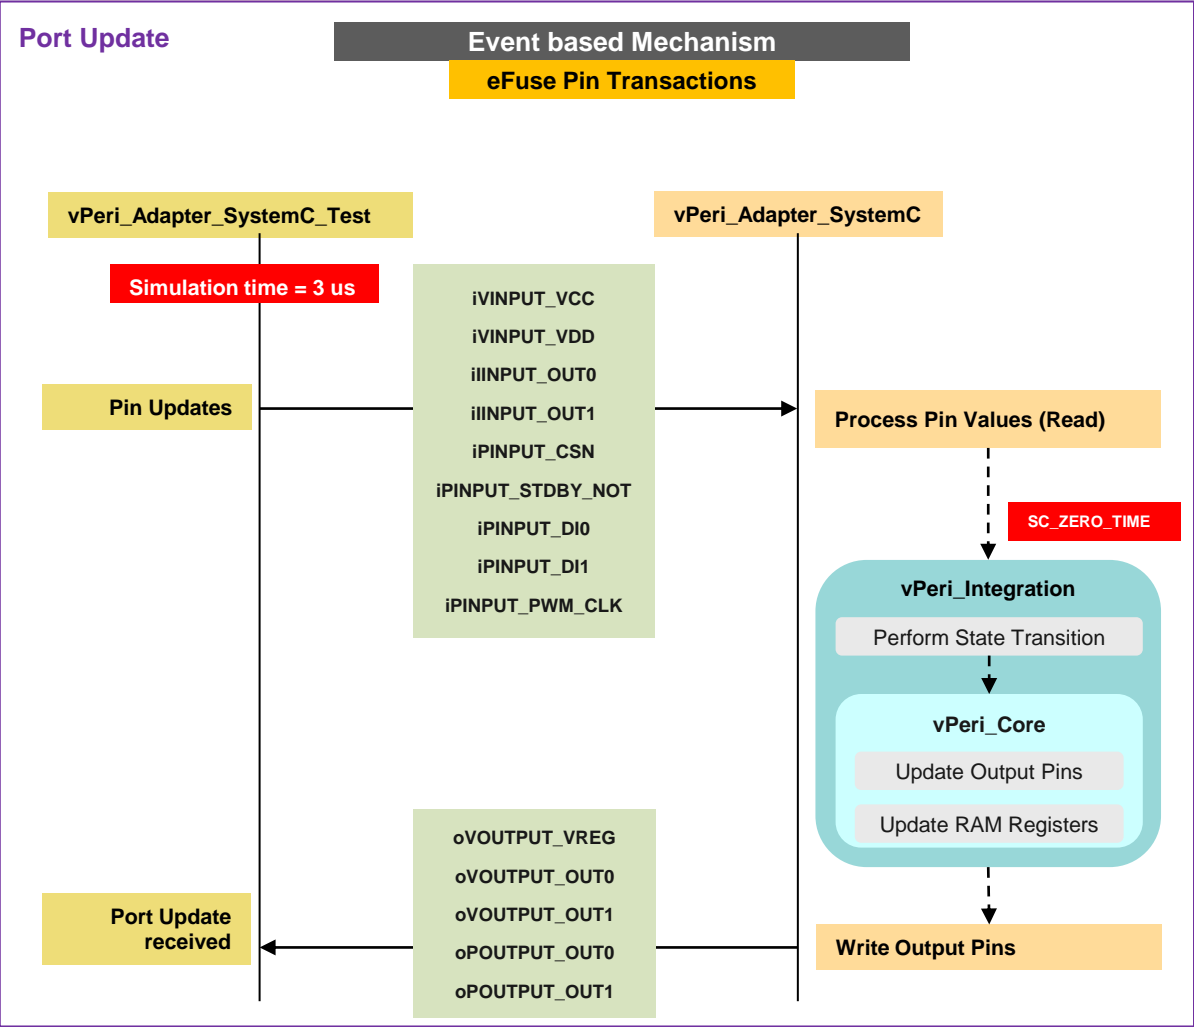 Port Update
Event based Mechanism
eFuse Pin Transactions
vPeri_Adapter_SystemC_Test
vPeri_Adapter_SystemC
Simulation time = 3 us
iVINPUT_VCC
iVINPUT_VDD
iIINPUT_OUT0
iIINPUT_OUT1
iPINPUT_CSN
iPINPUT_STDBY_NOT
iPINPUT_DI0
iPINPUT_DI1
iPINPUT_PWM_CLK
Pin Updates
Process Pin Values (Read)
SC_ZERO_TIME
vPeri_Integration
Perform State Transition
vPeri_Core
Update Output Pins
Update RAM Registers
oVOUTPUT_VREG
oVOUTPUT_OUT0
oVOUTPUT_OUT1
oPOUTPUT_OUT0
oPOUTPUT_OUT1
Port Update
received
Write Output Pins